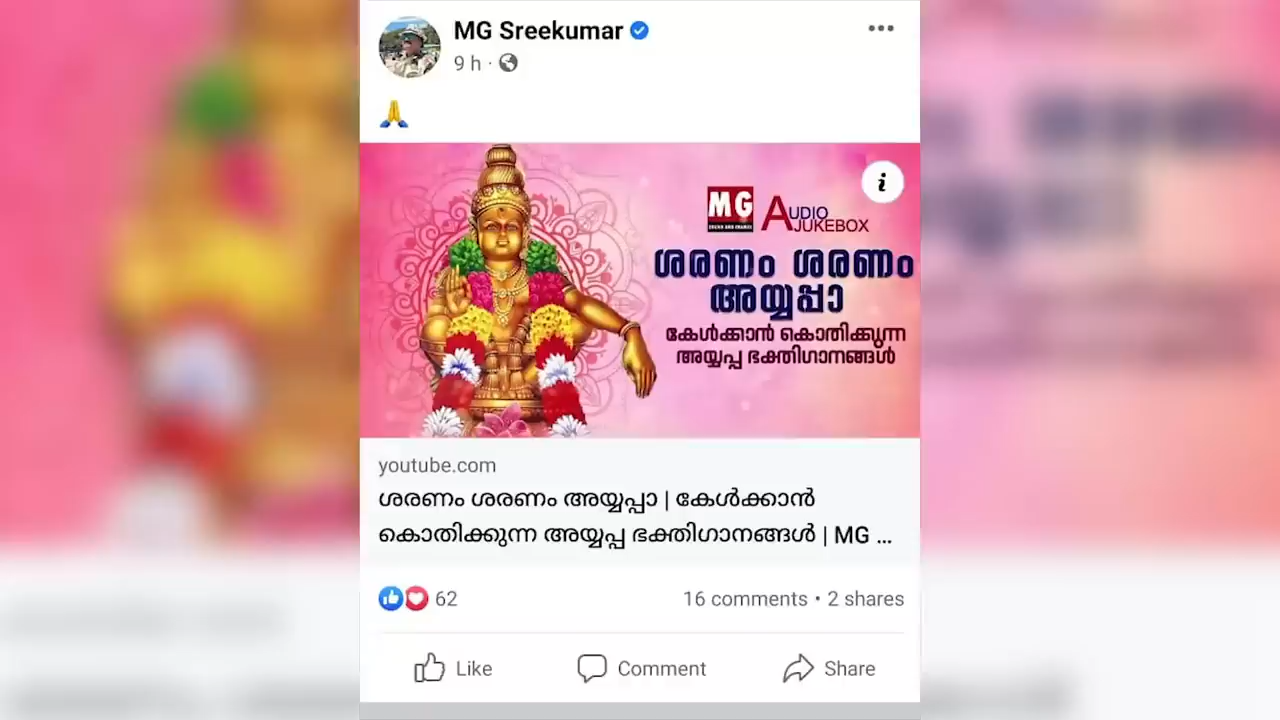 MG Sreekumar
9 h ·
🙏
i
MG
AUDIO
JUKEBOX
ശരണം ശരണം
അയ്യപ്പാ
കേൾക്കാൻ കൊതിക്കുന്ന
അയ്യപ്പ ഭക്തിഗാനങ്ങൾ
youtube.com
ശരണം ശരണം അയ്യപ്പാ | കേൾക്കാൻ
കൊതിക്കുന്ന അയ്യപ്പ ഭക്തിഗാനങ്ങൾ | MG ...
62
16 comments • 2 shares
Like
Comment
Share